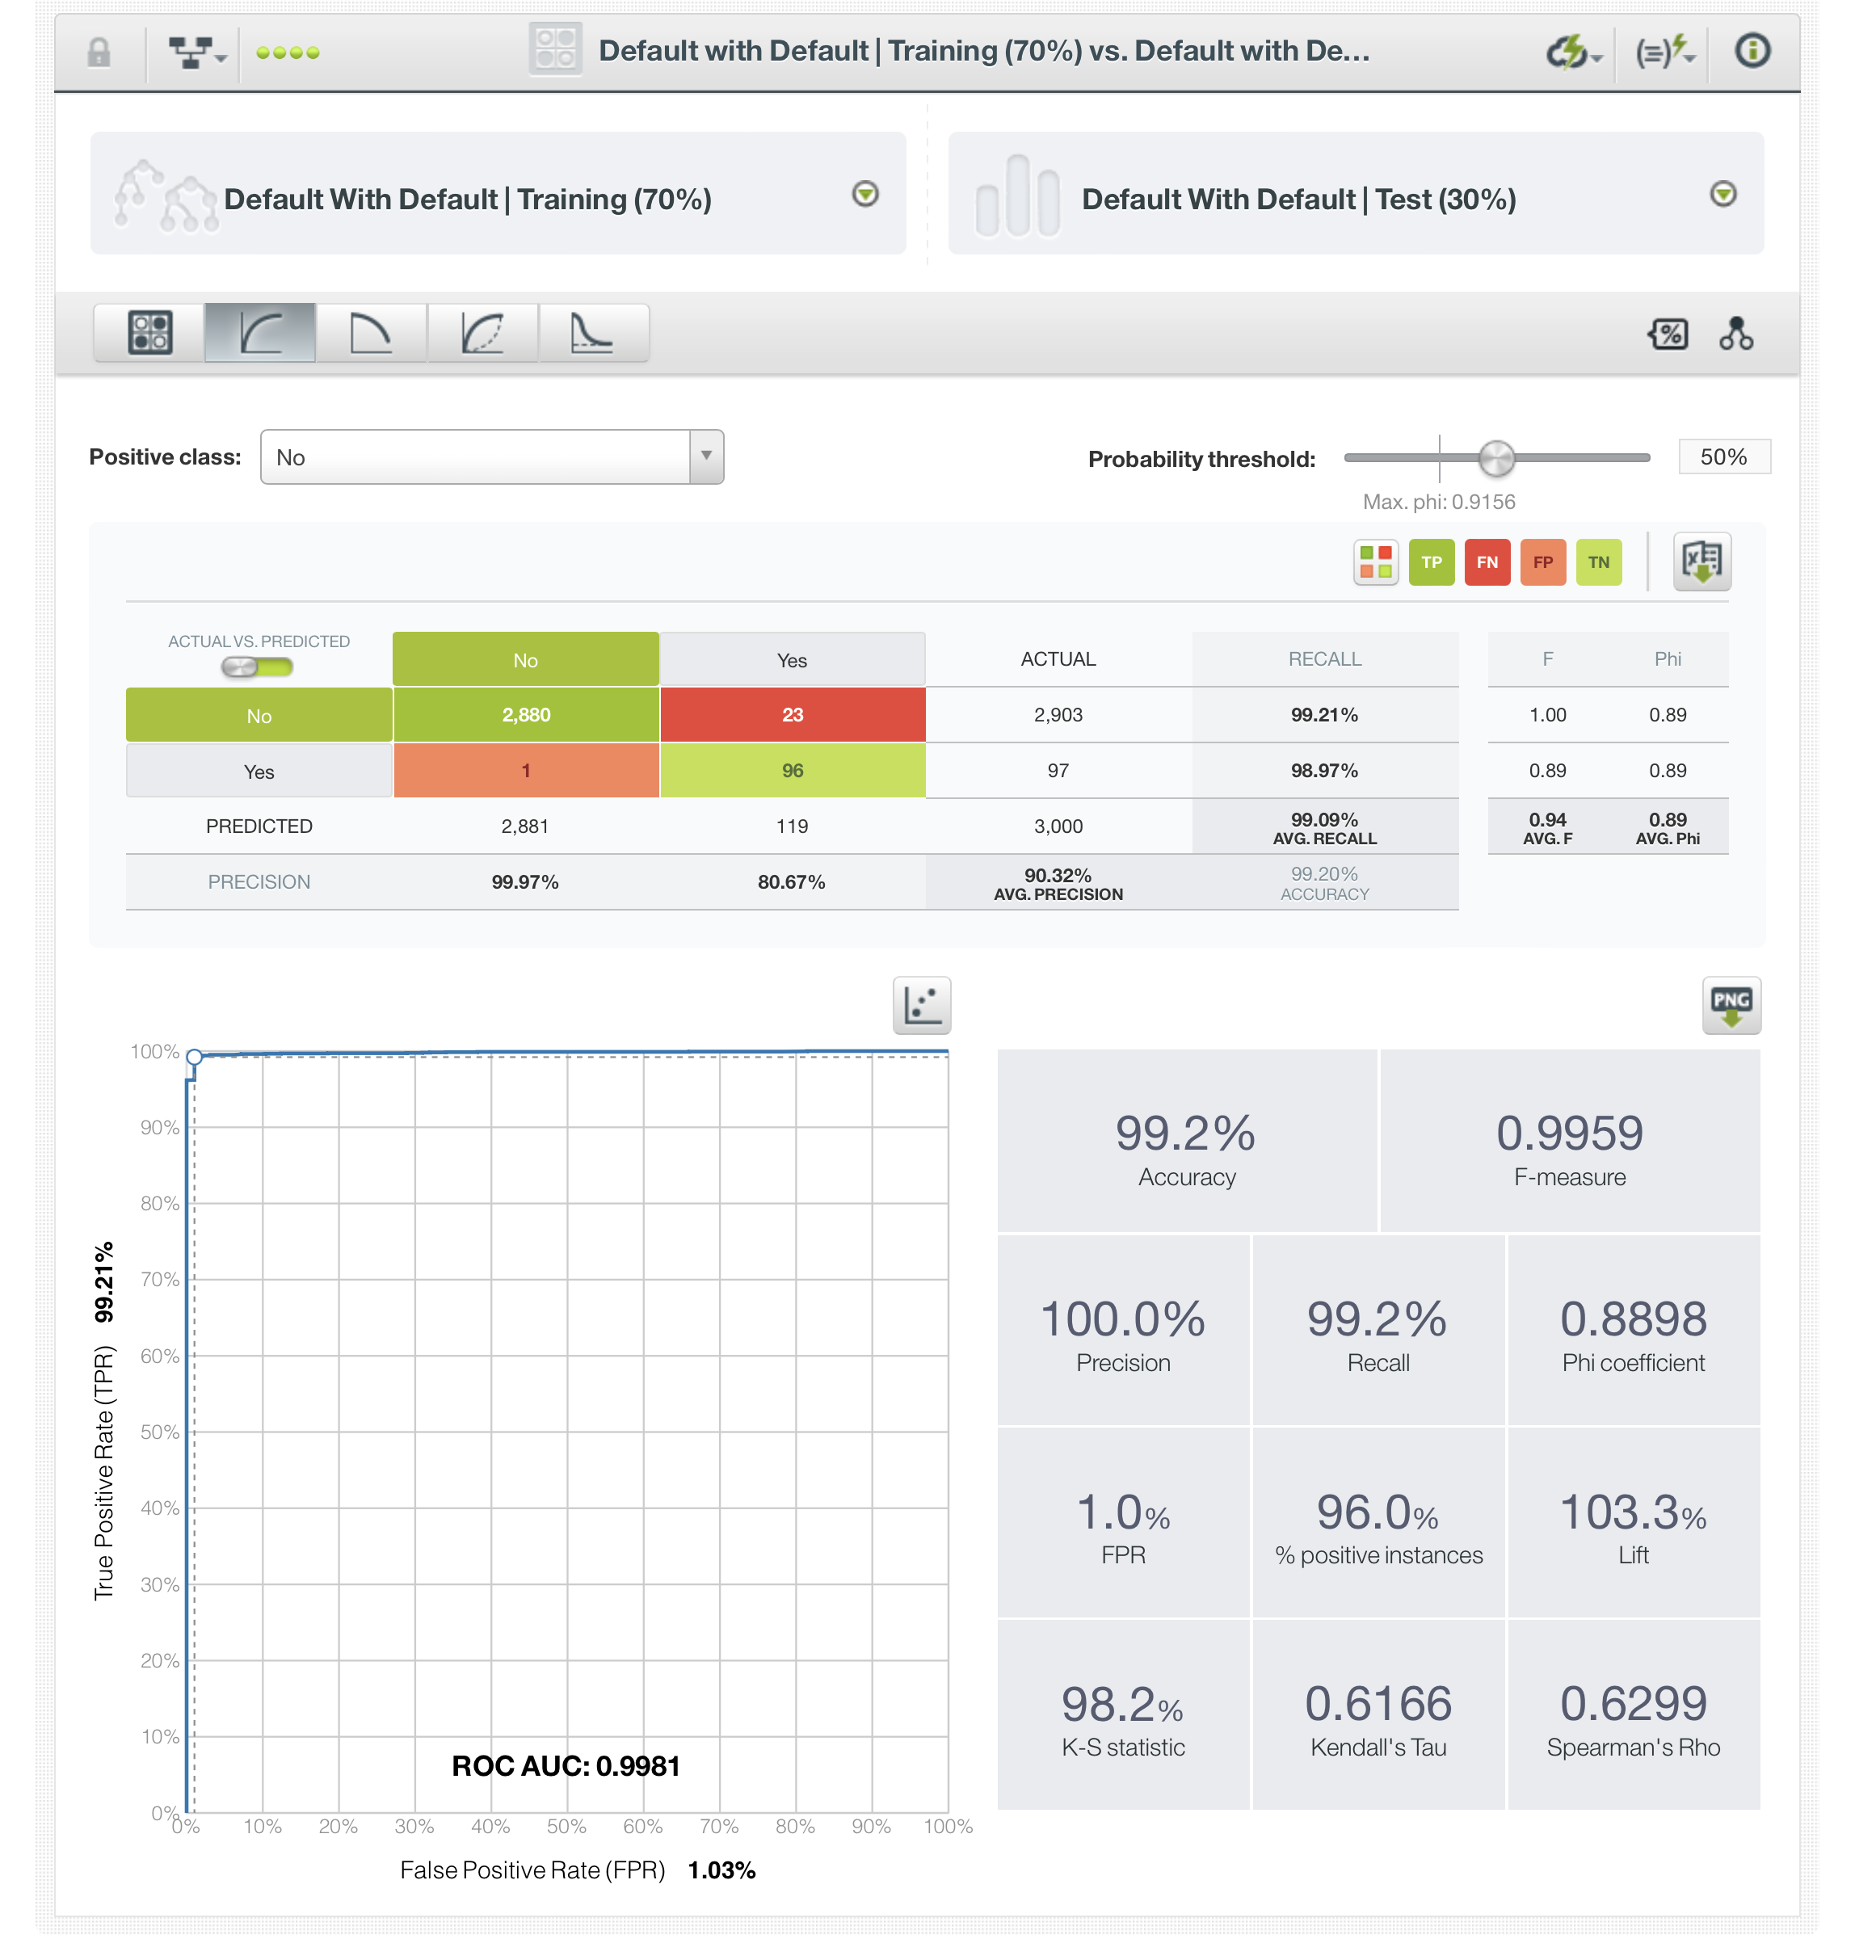 Default with Default | Training (70%) vs. Default with De...
Default With Default | Training (70%)
Default With Default | Test (30%)
%
Positive class: No
Probability threshold: 50%
Max. phi: 0.9156
TP FN FP TN
ACTUAL VS. PREDICTED No Yes ACTUAL RECALL F Phi
No 2,880 23 2,903 99.21% 1.00 0.89
Yes 1 96 97 98.97% 0.89 0.89
PREDICTED 2,881 119 3,000 99.09% 0.94 0.89
AVG. RECALL AVG. F AVG. Phi
PRECISION 99.97% 80.67% 90.32% 99.20%
AVG. PRECISION ACCURACY
PNG
100%
90%
80%
70%
60%
50%
40%
30%
20%
10%
0%
True Positive Rate (TPR) 99.21%
ROC AUC: 0.9981
0% 10% 20% 30% 40% 50% 60% 70% 80% 90% 100%
False Positive Rate (FPR) 1.03%
99.2% 0.9959
Accuracy F-measure
100.0% 99.2% 0.8898
Precision Recall Phi coefficient
1.0% 96.0% 103.3%
FPR % positive instances Lift
98.2% 0.6166 0.6299
K-S statistic Kendall's Tau Spearman's Rho